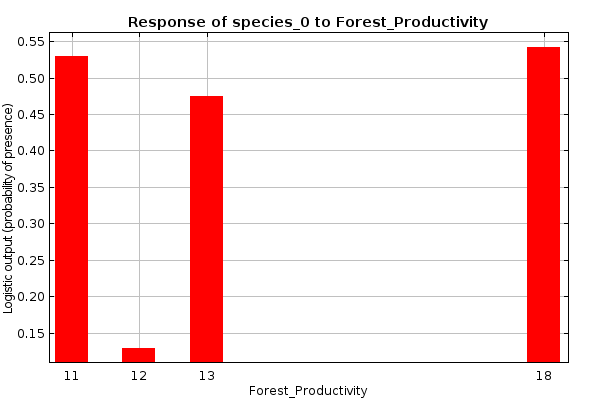 Response of species_0 to Forest_Productivity
Logistic output (probability of presence)
0.55
0.50
0.45
0.40
0.35
0.30
0.25
0.20
0.15
11 12 13 18
Forest_Productivity